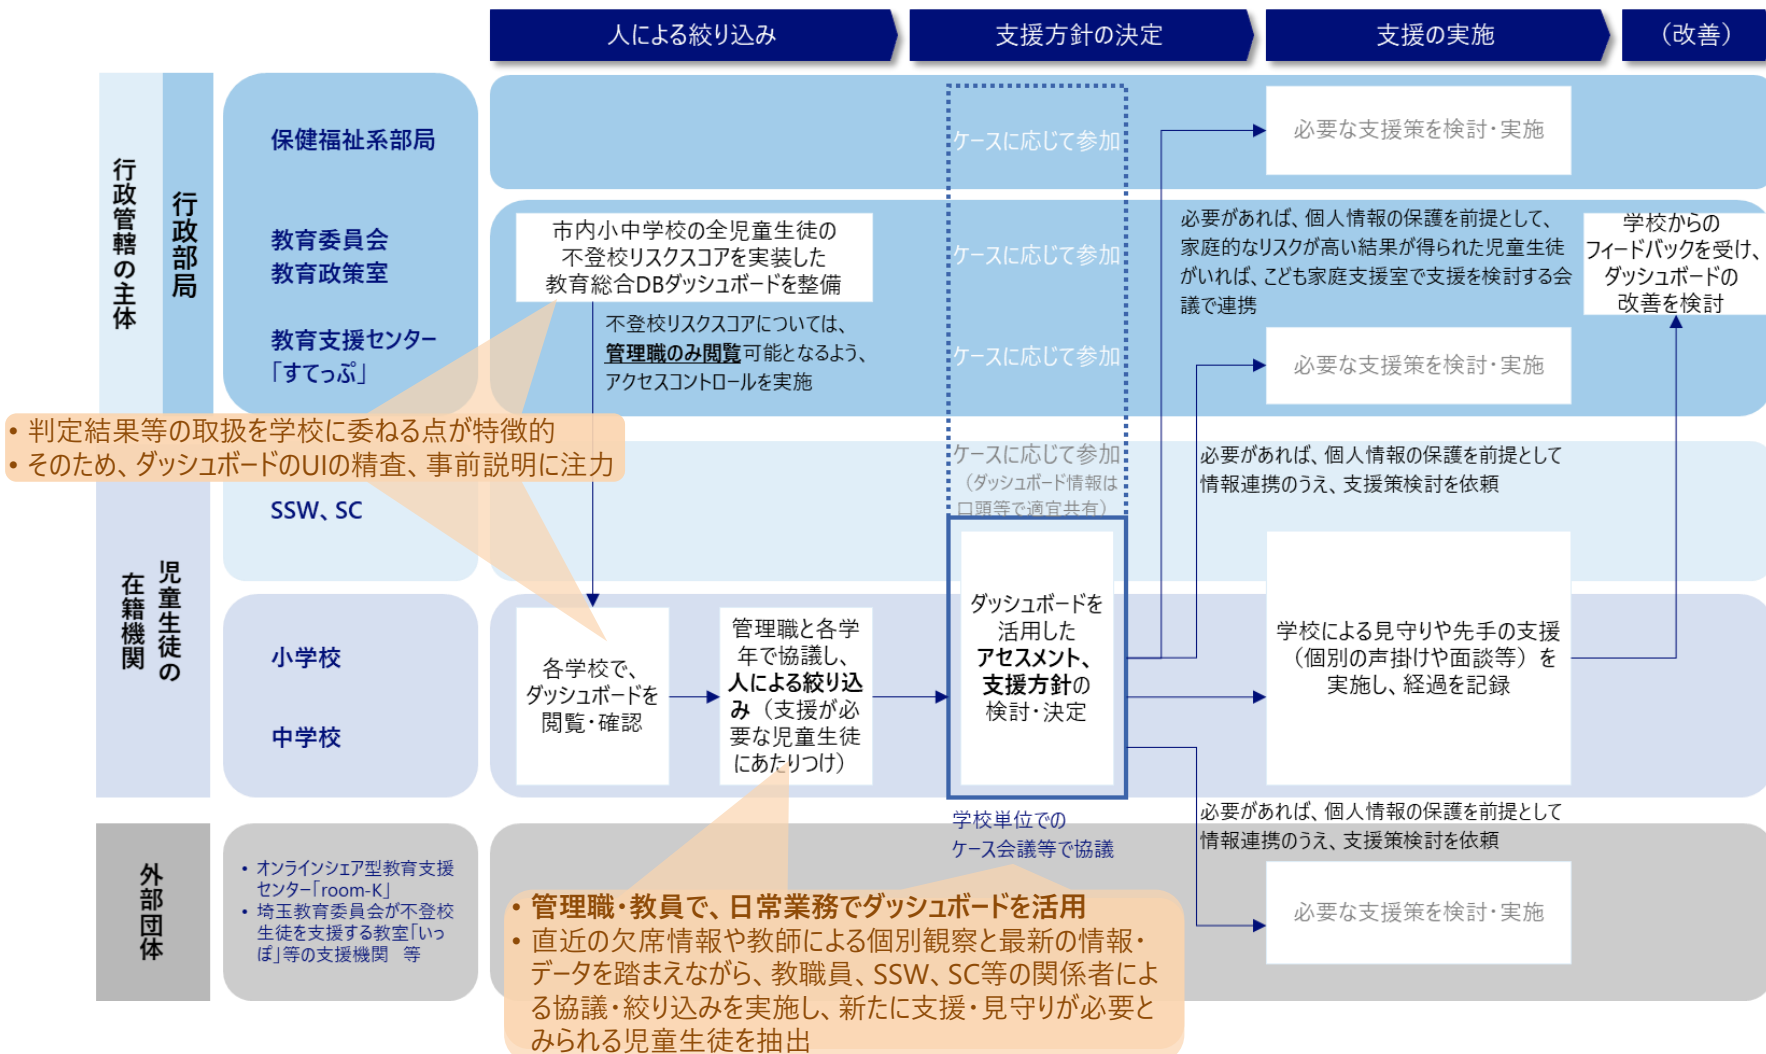 人による絞り込み
支援方針の決定
支援の実施
（改善）
行政管轄の主体
行政部局
保健福祉系部局
ケースに応じて参加
必要な支援策を検討・実施
教育委員会
教育政策室
市内小中学校の全児童生徒の
不登校リスクスコアを実装した
教育総合DBダッシュボードを整備
ケースに応じて参加
必要があれば、個人情報の保護を前提として、
家庭的なリスクが高い結果が得られた児童生徒
がいれば、こども家庭支援室で支援を検討する会
議で連携
学校からの
フィードバックを受け、
ダッシュボードの
改善を検討
教育支援センター
「すてっぷ」
不登校リスクスコアについては、
管理職のみ閲覧可能となるよう、
アクセスコントロールを実施
ケースに応じて参加
必要な支援策を検討・実施
• 判定結果等の取扱を学校に委ねる点が特徴的
• そのため、ダッシュボードのUIの精査、事前説明に注力
SSW、SC
ケースに応じて参加
（ダッシュボード情報は
口頭等で適宜共有）
必要があれば、個人情報の保護を前提として
情報連携のうえ、支援策検討を依頼
児童生徒の
在籍機関
小学校
中学校
各学校で、
ダッシュボードを
閲覧・確認
管理職と各学
年で協議し、
人による絞り込
み（支援が必
要な児童生徒
にあたりつけ）
ダッシュボードを
活用した
アセスメント、
支援方針の
検討・決定
学校による見守りや先手の支援
（個別の声掛けや面談等）を
実施し、経過を記録
学校単位での
ケース会議等で協議
必要があれば、個人情報の保護を前提として
情報連携のうえ、支援策検討を依頼
外部団体
• オンラインシェア型教育支援
センター「room-K」
• 埼玉教育委員会が不登校
生徒を支援する教室「いっ
ぽ」等の支援機関　等
必要な支援策を検討・実施
• 管理職・教員で、日常業務でダッシュボードを活用
• 直近の欠席情報や教師による個別観察と最新の情報・
データを踏まえながら、教職員、SSW、SC等の関係者によ
る協議・絞り込みを実施し、新たに支援・見守りが必要と
みられる児童生徒を抽出